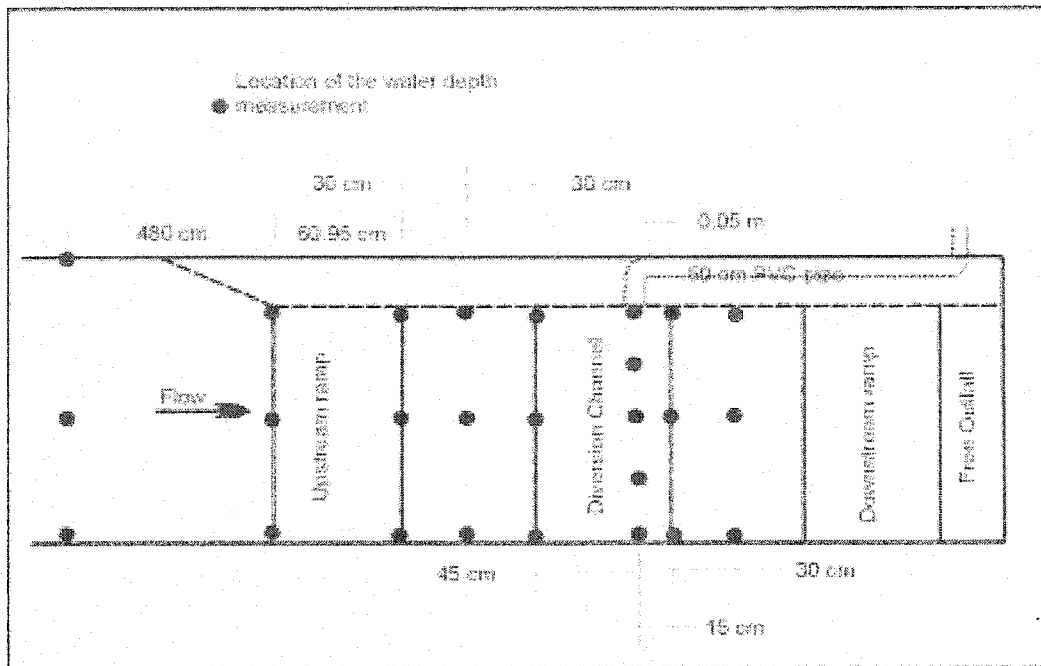 Location of the water depth
measurement
30 cm
30 cm
480 cm
60.95 cm
0.05 m
50 cm PVC pipe
Flow
Upstream ramp
Diversion Channel
Downstream ramp
Free Outfall
45 cm
30 cm
15 cm